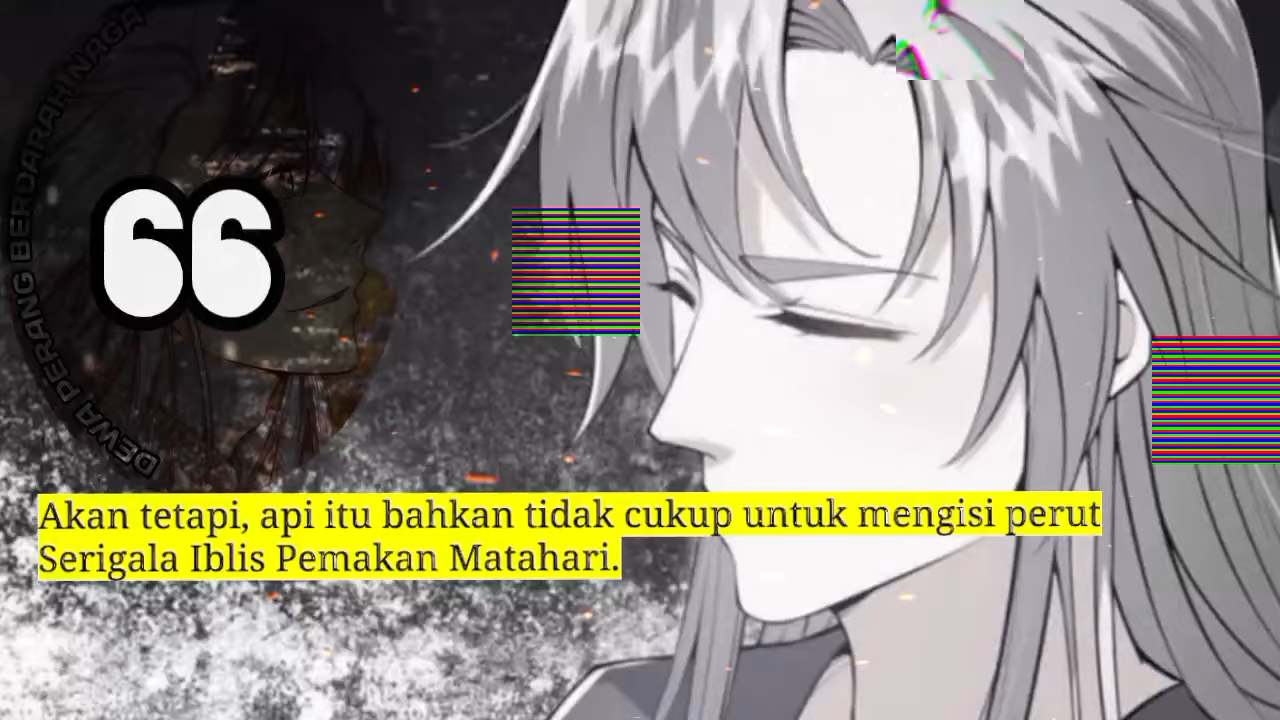 DEWA PERANG BERDARAH NAGA
66
Akan tetapi, api itu bahkan tidak cukup untuk mengisi perut
Serigala Iblis Pemakan Matahari.